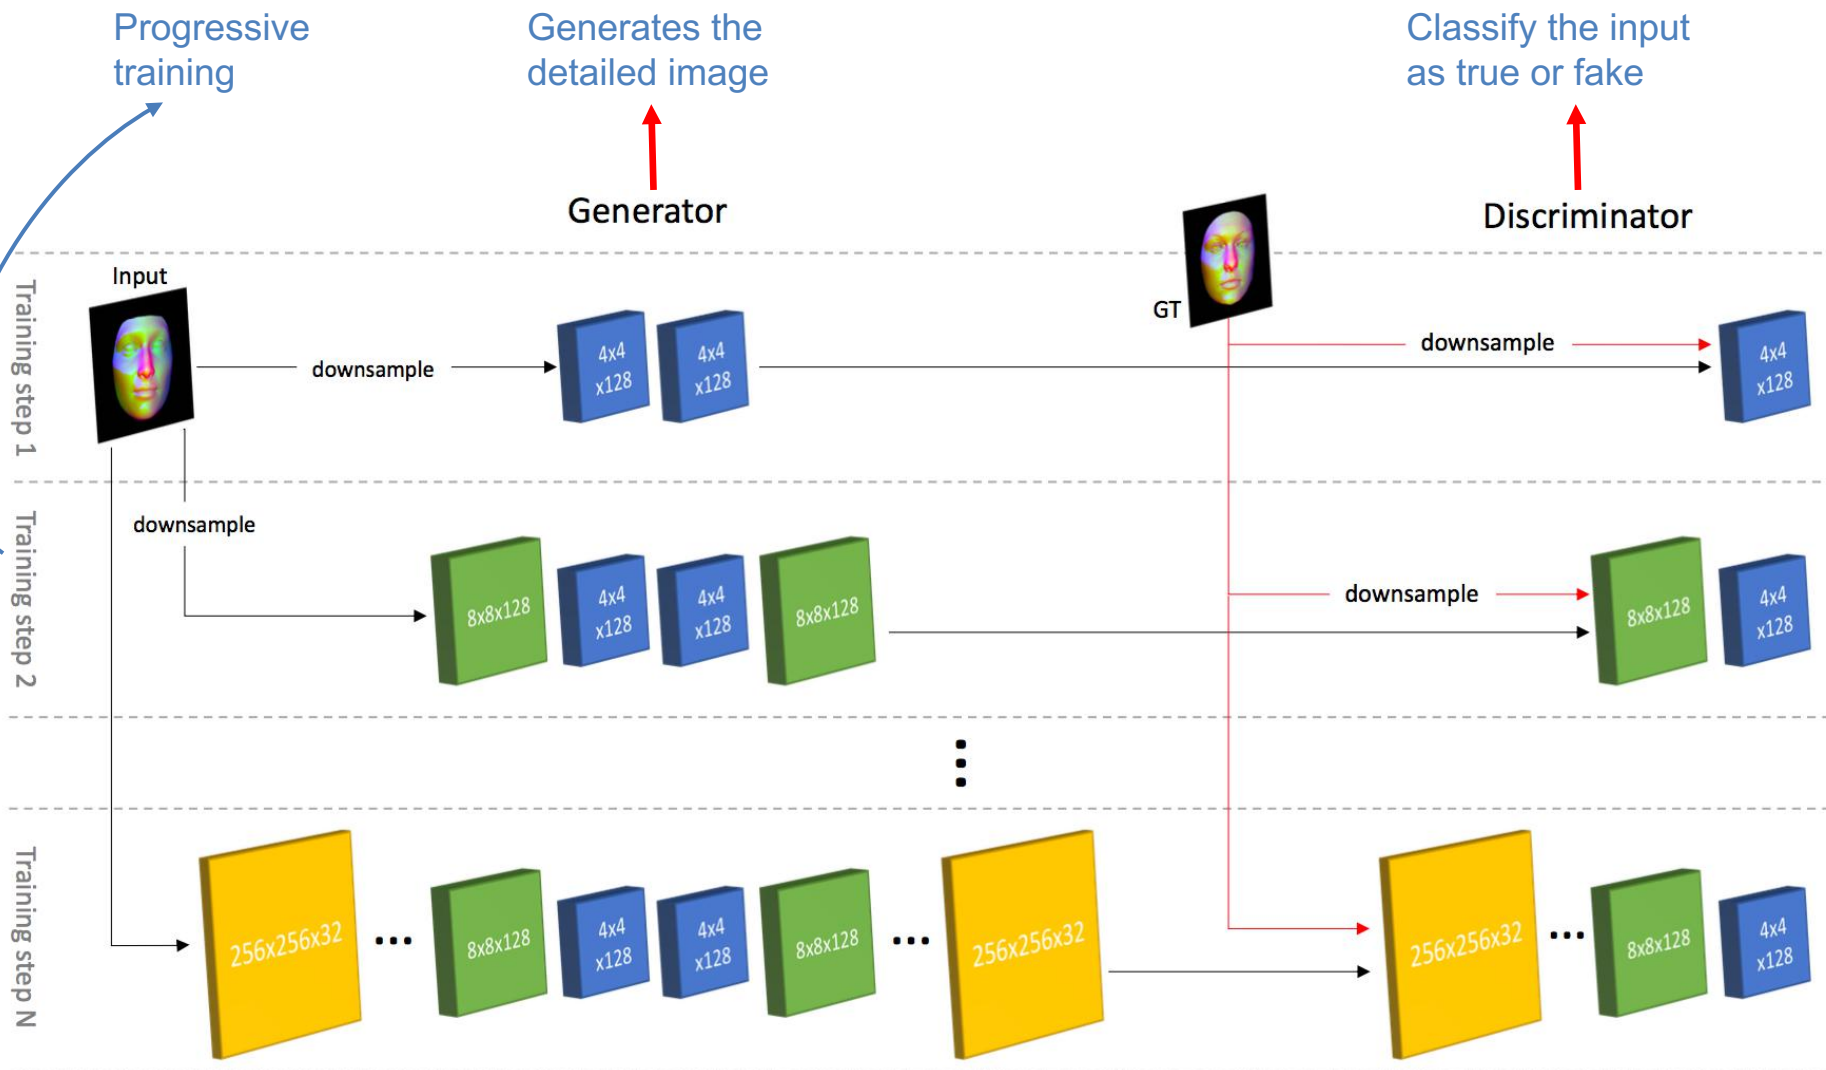 Progressive
training
Generates the
detailed image
Classify the input
as true or fake
Generator
Discriminator
Training step 1
Input
downsample
4x4
x128
4x4
x128
GT
downsample
4x4
x128
Training step 2
downsample
8x8x128
4x4
x128
4x4
x128
8x8x128
downsample
8x8x128
4x4
x128
Training step N
256x256x32
...
8x8x128
4x4
x128
4x4
x128
8x8x128
...
256x256x32
256x256x32
...
8x8x128
4x4
x128